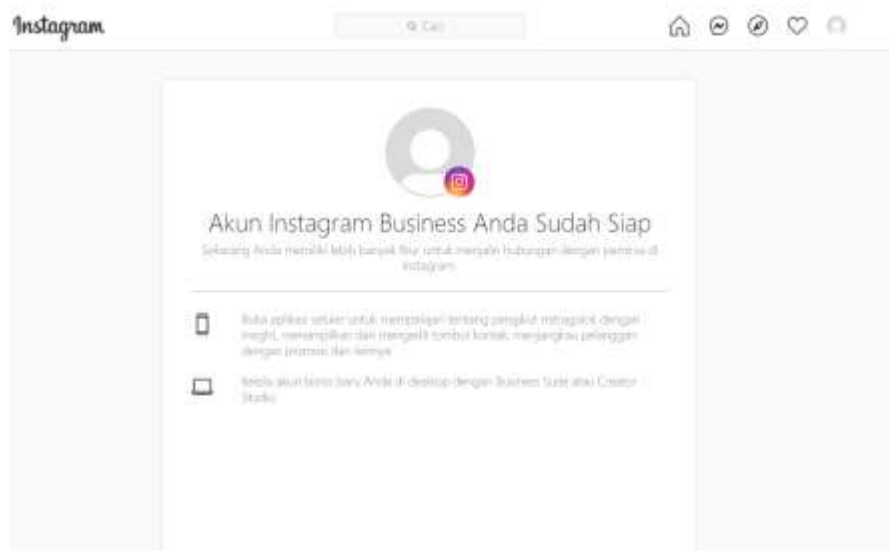 Instagram
Cari
Akun Instagram Business Anda Sudah Siap
Sekarang Anda memiliki lebih banyak fitur untuk menjalin hubungan dengan pemirsa di
Instagram.
Buka aplikasi seluler untuk mempelajari tentang pengikut dengan
insight, menampilkan dan mengedit tombol kontak, menjangkau pelanggan
dengan promosi dan lainnya.
Kelola akun bisnis baru Anda di desktop dengan Business Suite atau Creator
Studio.